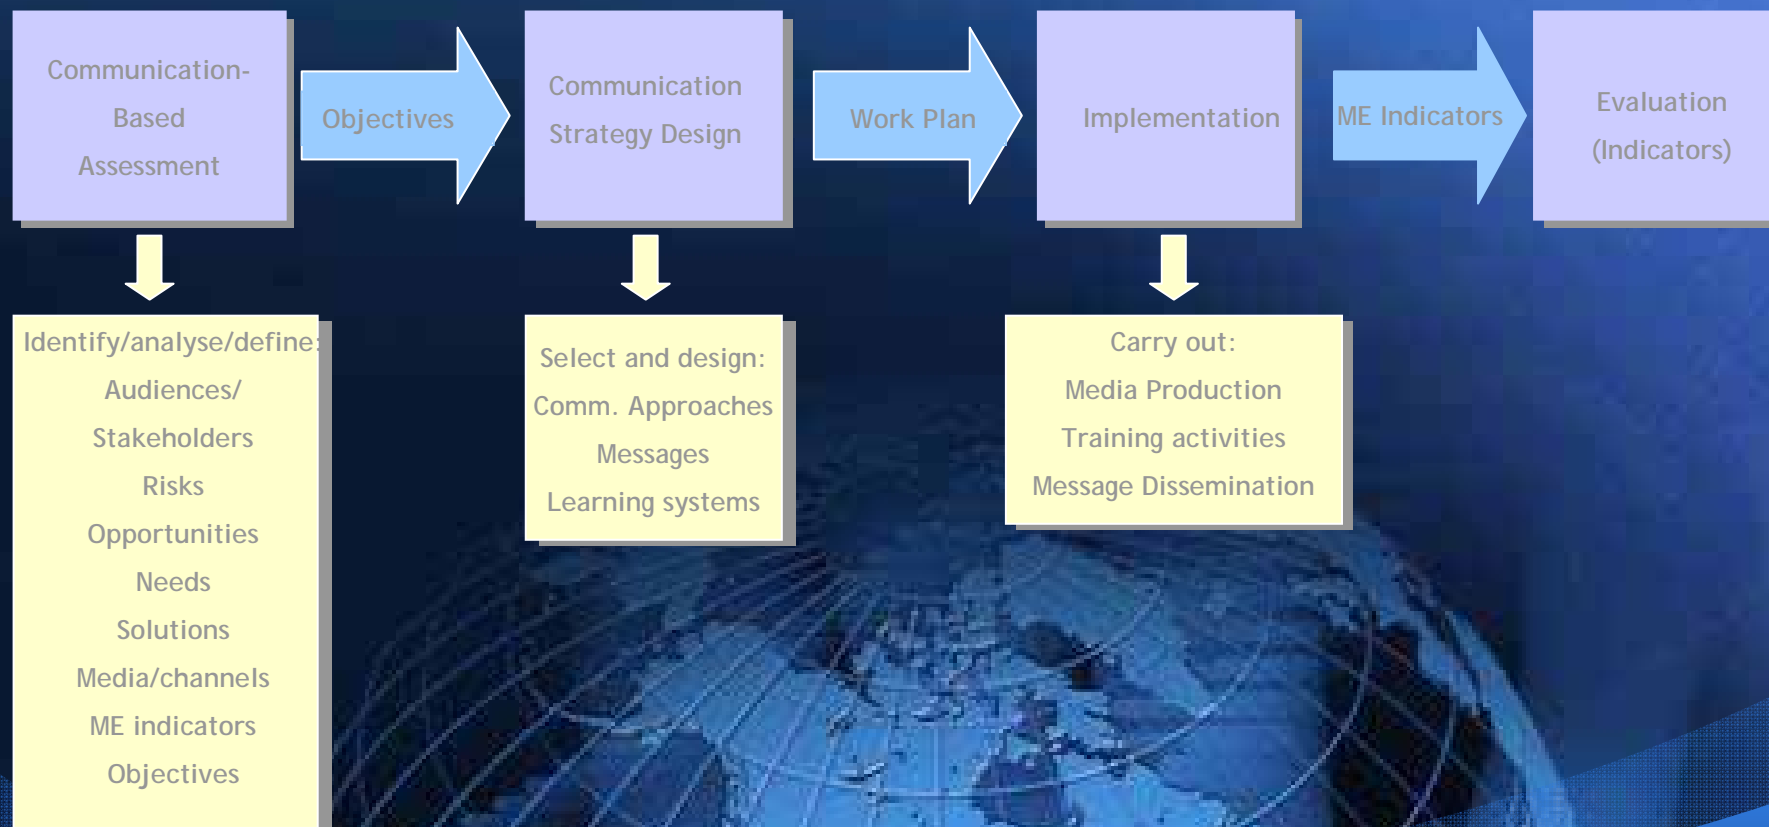 Communication-
Based
Assessment
Objectives
Communication
Strategy Design
Work Plan
Implementation
ME Indicators
Evaluation
(Indicators)
Identify/analyse/define:
Audiences/
Stakeholders
Risks
Opportunities
Needs
Solutions
Media/channels
ME indicators
Objectives
Select and design:
Comm. Approaches
Messages
Learning systems
Carry out:
Media Production
Training activities
Message Dissemination